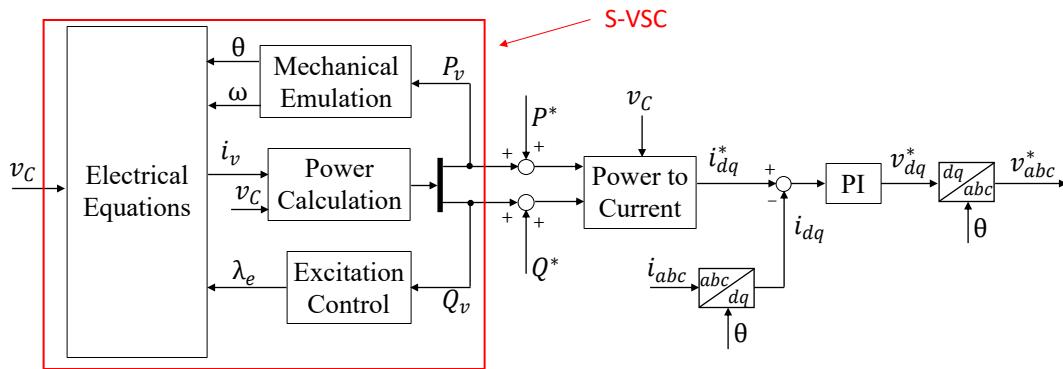 S-VSC
θ
Mechanical
Emulation
P_v
ω
P*
v_C
+
+
v_C
Electrical
Equations
i_v
v_C
Power
Calculation
Power to
Current
i*_dq
+
−
PI
v*_dq
dq
abc
v*_abc
θ
+
+
i_dq
Q*
λ_e
Excitation
Control
Q_v
i_abc
abc
dq
θ